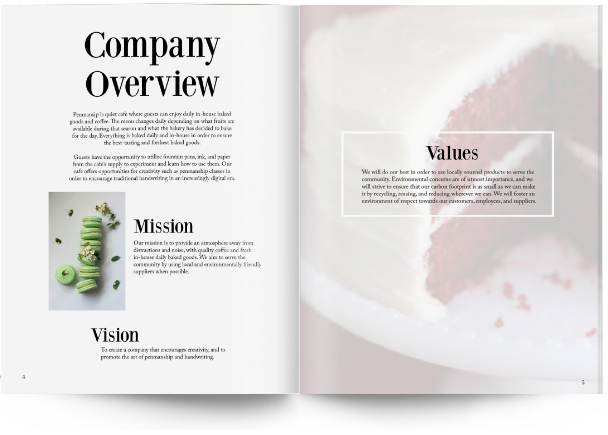 Company
Overview
Penmansip is quiet café where guests can enjoy daily in-house baked
goods and coffee. The menu changes daily depending on what fruits are
available during that season and what the bakery has decided to bake
for the day. Everything is baked daily and in-house in order to ensure
the best-tasting and freshest baked goods.
Guests have the opportunity to utilize fountain pens, ink, and paper
from the café's supply to experiment and learn how to use them. Our
cafe offers opportunities for creativity such as penmanship classes in
order to encourage traditional handwriting in an increasingly digital era.
Mission
Our mission is to provide an atmosphere away from
distractions and noise, with quality coffee and fresh
in-house daily baked goods. We aim to serve the
community by using local and environmentally friendly
suppliers when possible.
Vision
To create a company that encourages creativity, and to
promote the art of penmanship and handwriting.
4
Values
We will do our best in order to use locally sourced products to serve the
community. Environmental concerns are of utmost importance, and we
will strive to ensure that our carbon footprint is as small as we can make
it by recycling, reusing, and reducing wherever we can. We will foster an
environment of respect towards our customers, employees, and suppliers.
5